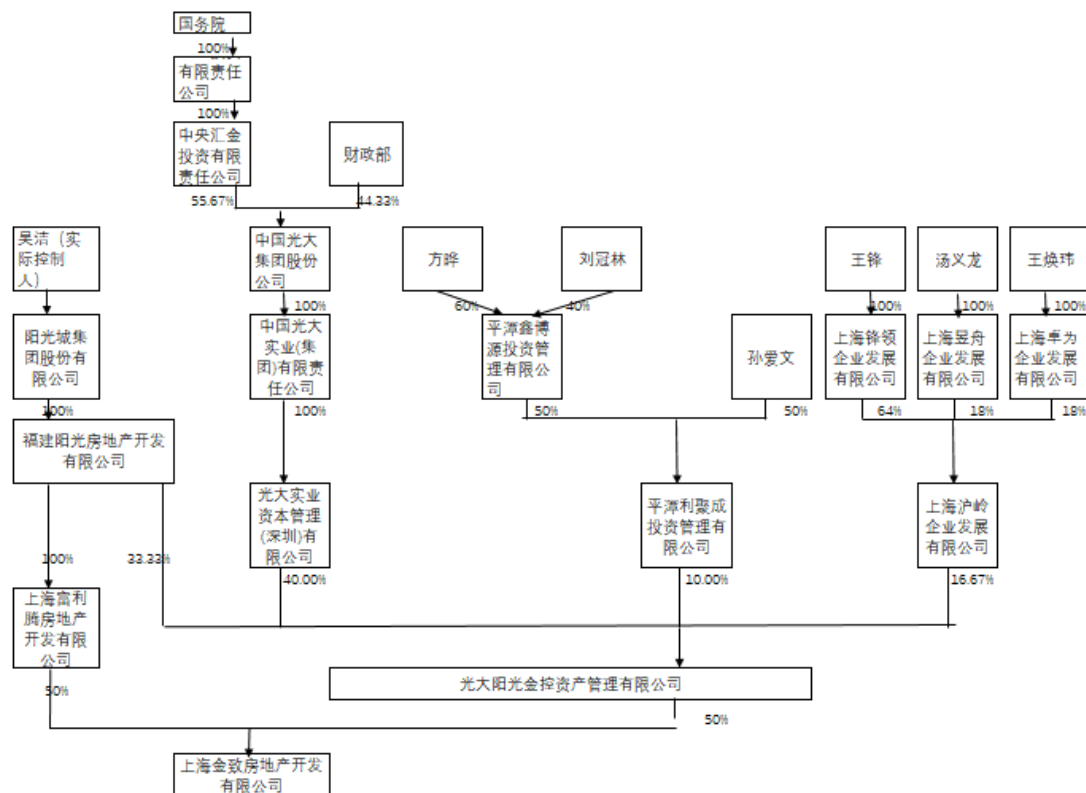 国务院
100%
有限责任
公司
100%
中央汇金
投资有限
责任公司
财政部
55.67%
44.33%
吴洁（实
际控制
人）
中国光大
集团股份
公司
方晔
刘冠林
王锋
汤义龙
王焕玮
100%
60%
40%
100%
100%
100%
阳光城集
团股份有
限公司
中国光大
实业(集
团)有限责
任公司
平潭鑫博
源投资管
理有限公
司
孙爱文
上海锋领
企业发展
有限公司
上海昱舟
企业发展
有限公司
上海卓为
企业发展
有限公司
100%
100%
50%
50%
64%
18%
18%
福建阳光房地产开发
有限公司
光大实业
资本管理
(深圳)有
限公司
平潭利聚成
投资管理有
限公司
上海沪岭
企业发展
有限公司
100%
33.33%
40.00%
10.00%
16.67%
上海富利
腾房地产
开发有限
公司
光大阳光金控资产管理有限公司
50%
50%
上海金致房地产开发
有限公司